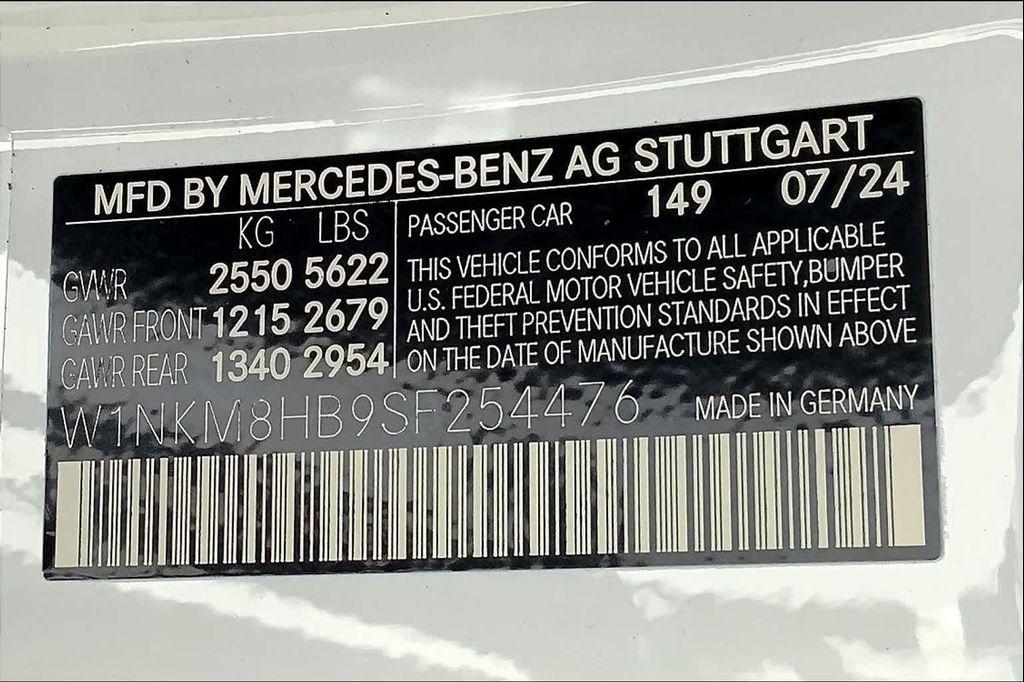 MFD BY MERCEDES-BENZ AG STUTTGART
KG LBS
GVWR 2550 5622
GAWR FRONT 1215 2679
GAWR REAR 1340 2954
PASSENGER CAR 149 07/24
THIS VEHICLE CONFORMS TO ALL APPLICABLE
U.S. FEDERAL MOTOR VEHICLE SAFETY,BUMPER
AND THEFT PREVENTION STANDARDS IN EFFECT
ON THE DATE OF MANUFACTURE SHOWN ABOVE
W1NKM8HB9SF254476 MADE IN GERMANY